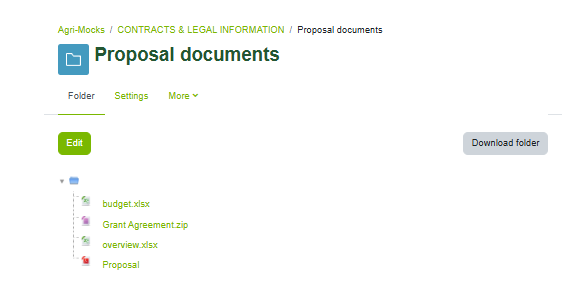 Agri-Mocks / CONTRACTS & LEGAL INFORMATION / Proposal documents
Proposal documents
Folder Settings More
Edit Download folder
budget.xlsx
Grant Agreement.zip
overview.xlsx
Proposal